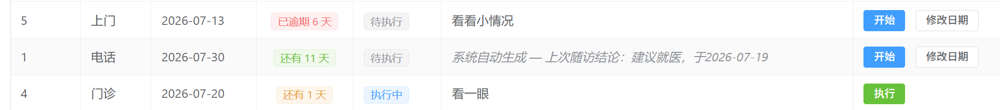 5 上门 2026-07-13 已逾期 6 天 待执行 看看小情况 开始 修改日期
1 电话 2026-07-30 还有 11 天 待执行 系统自动生成 — 上次随访结论：建议就医，于2026-07-19 开始 修改日期
4 门诊 2026-07-20 还有 1 天 执行中 看一眼 执行